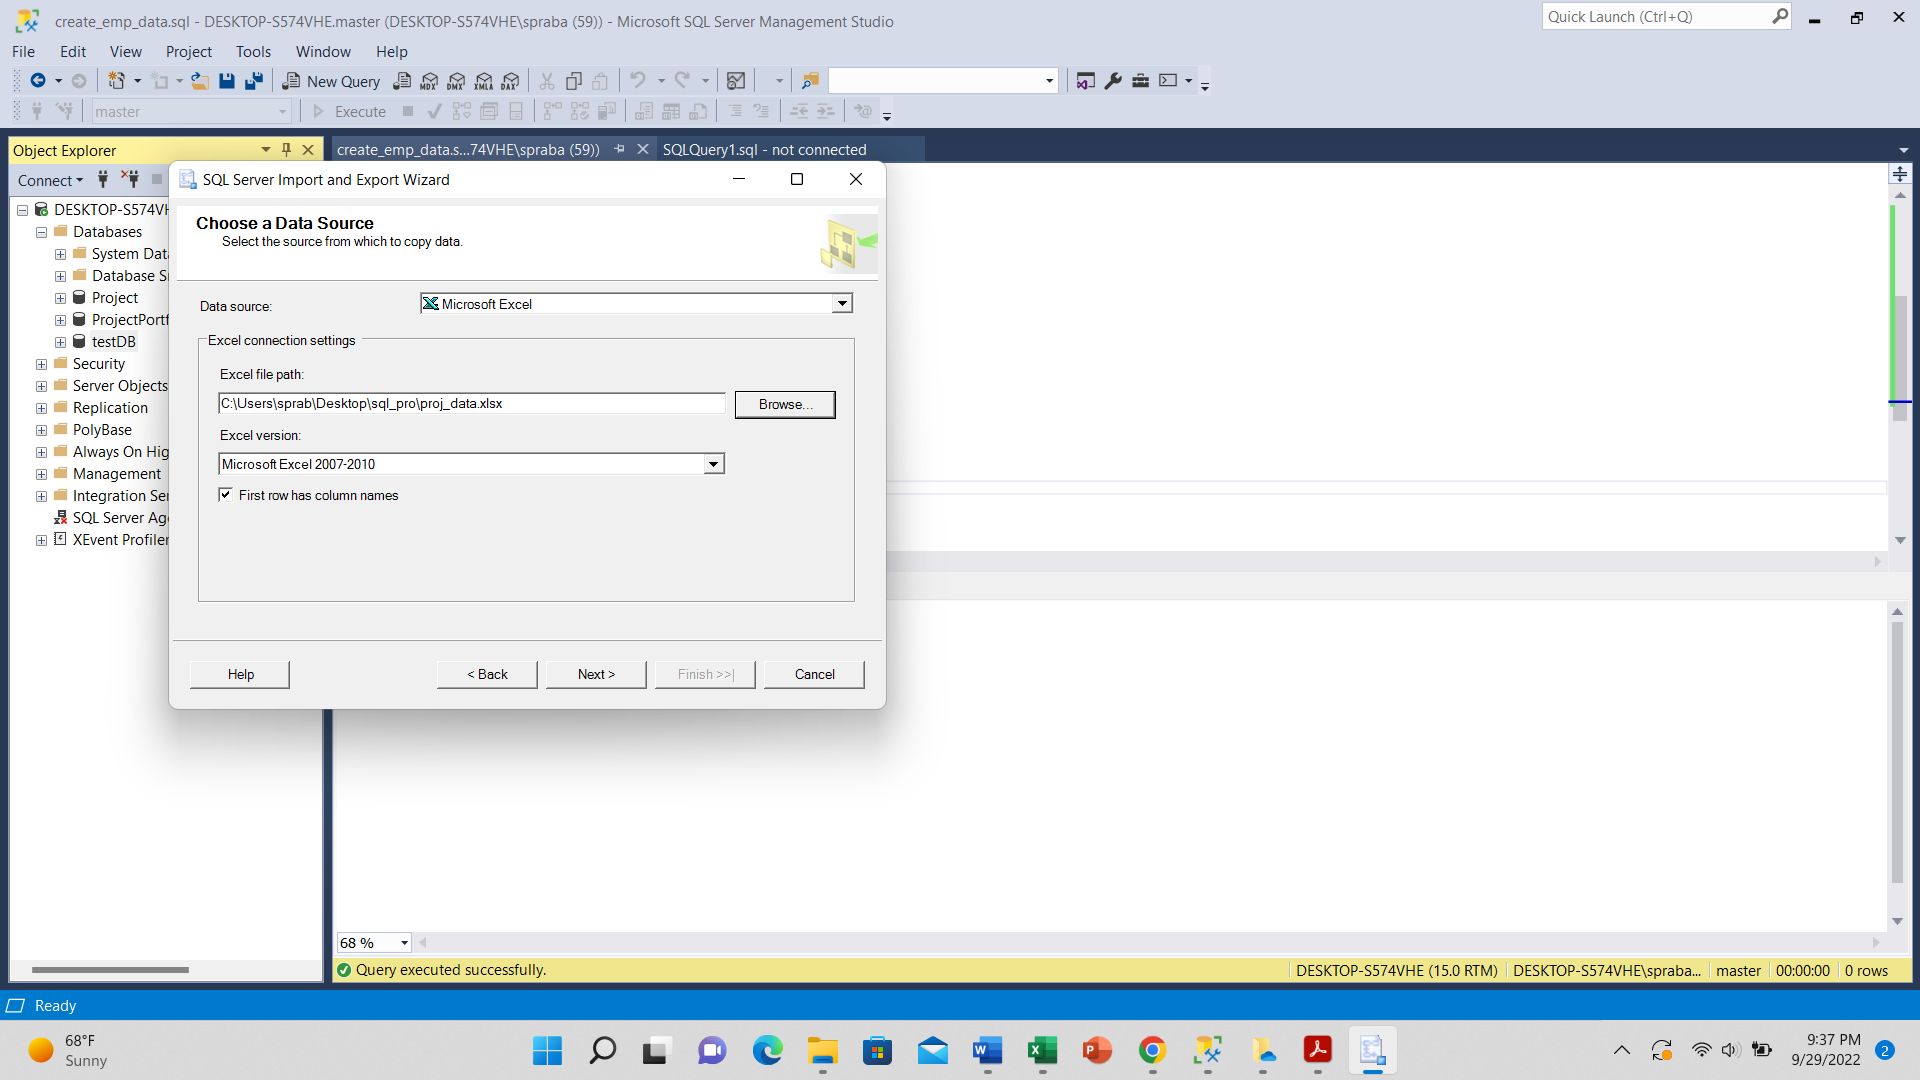 create_emp_data.sql - DESKTOP-S574VHE.master (DESKTOP-S574VHE\spraba (59)) - Microsoft SQL Server Management Studio
Quick Launch (Ctrl+Q)
File Edit View Project Tools Window Help
New Query MDX DMX XMLA DAX
master Execute
Object Explorer
create_emp_data.s...74VHE\spraba (59)) SQLQuery1.sql - not connected
Connect
SQL Server Import and Export Wizard
DESKTOP-S574VH
Databases
System Data
Database S
Project
ProjectPortf
testDB
Security
Server Objects
Replication
PolyBase
Always On Hig
Management
Integration Ser
SQL Server Age
XEvent Profiler
Choose a Data Source
Select the source from which to copy data.
Data source: Microsoft Excel
Excel connection settings
Excel file path:
C:\Users\sprab\Desktop\sql_pro\proj_data.xlsx Browse...
Excel version:
Microsoft Excel 2007-2010
First row has column names
Help < Back Next > Finish >>| Cancel
68 %
Query executed successfully. DESKTOP-S574VHE (15.0 RTM) DESKTOP-S574VHE\spraba... master 00:00:00 0 rows
Ready
68°F
Sunny
9:37 PM
9/29/2022
2